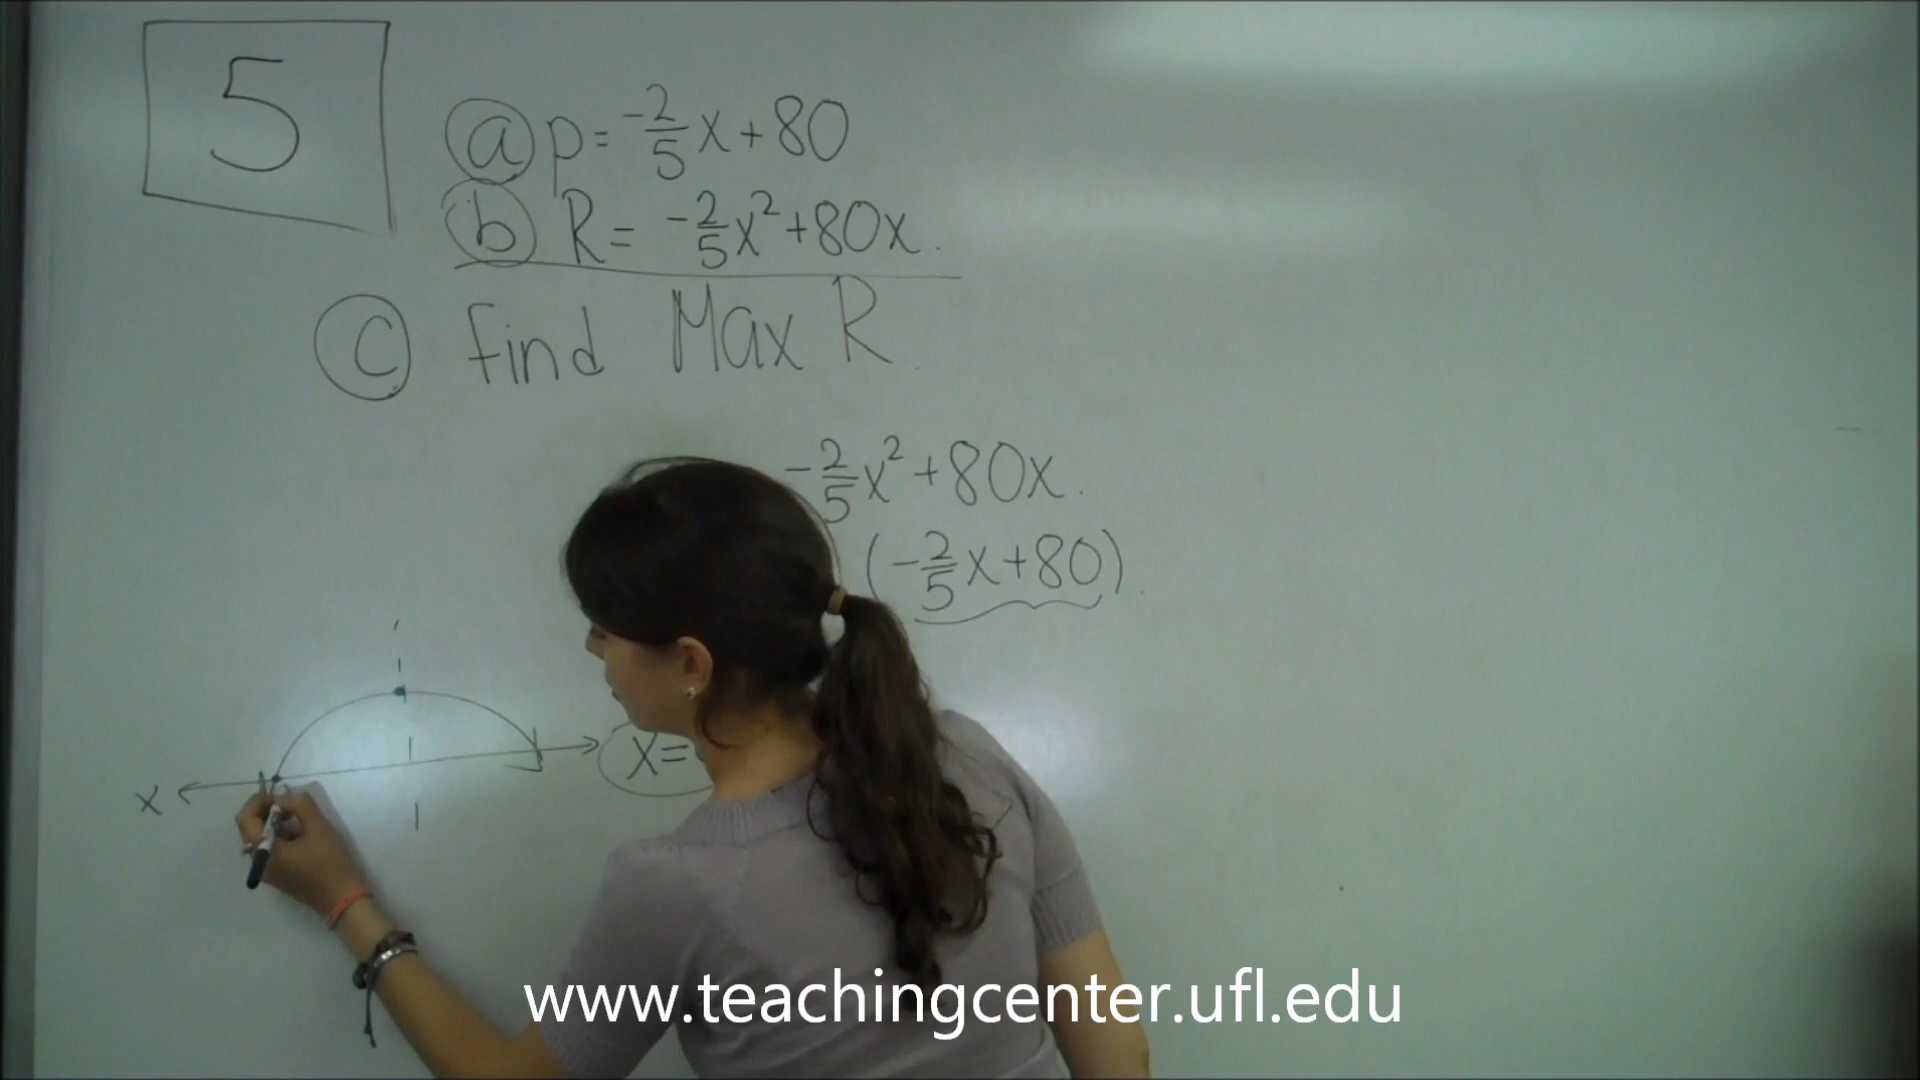 5
a p = -2/5 x + 80
b R = -2/5 x² + 80x.
c find Max R.
-2/5 x² + 80x.
(-2/5 x + 80).
x=
x
www.teachingcenter.ufl.edu